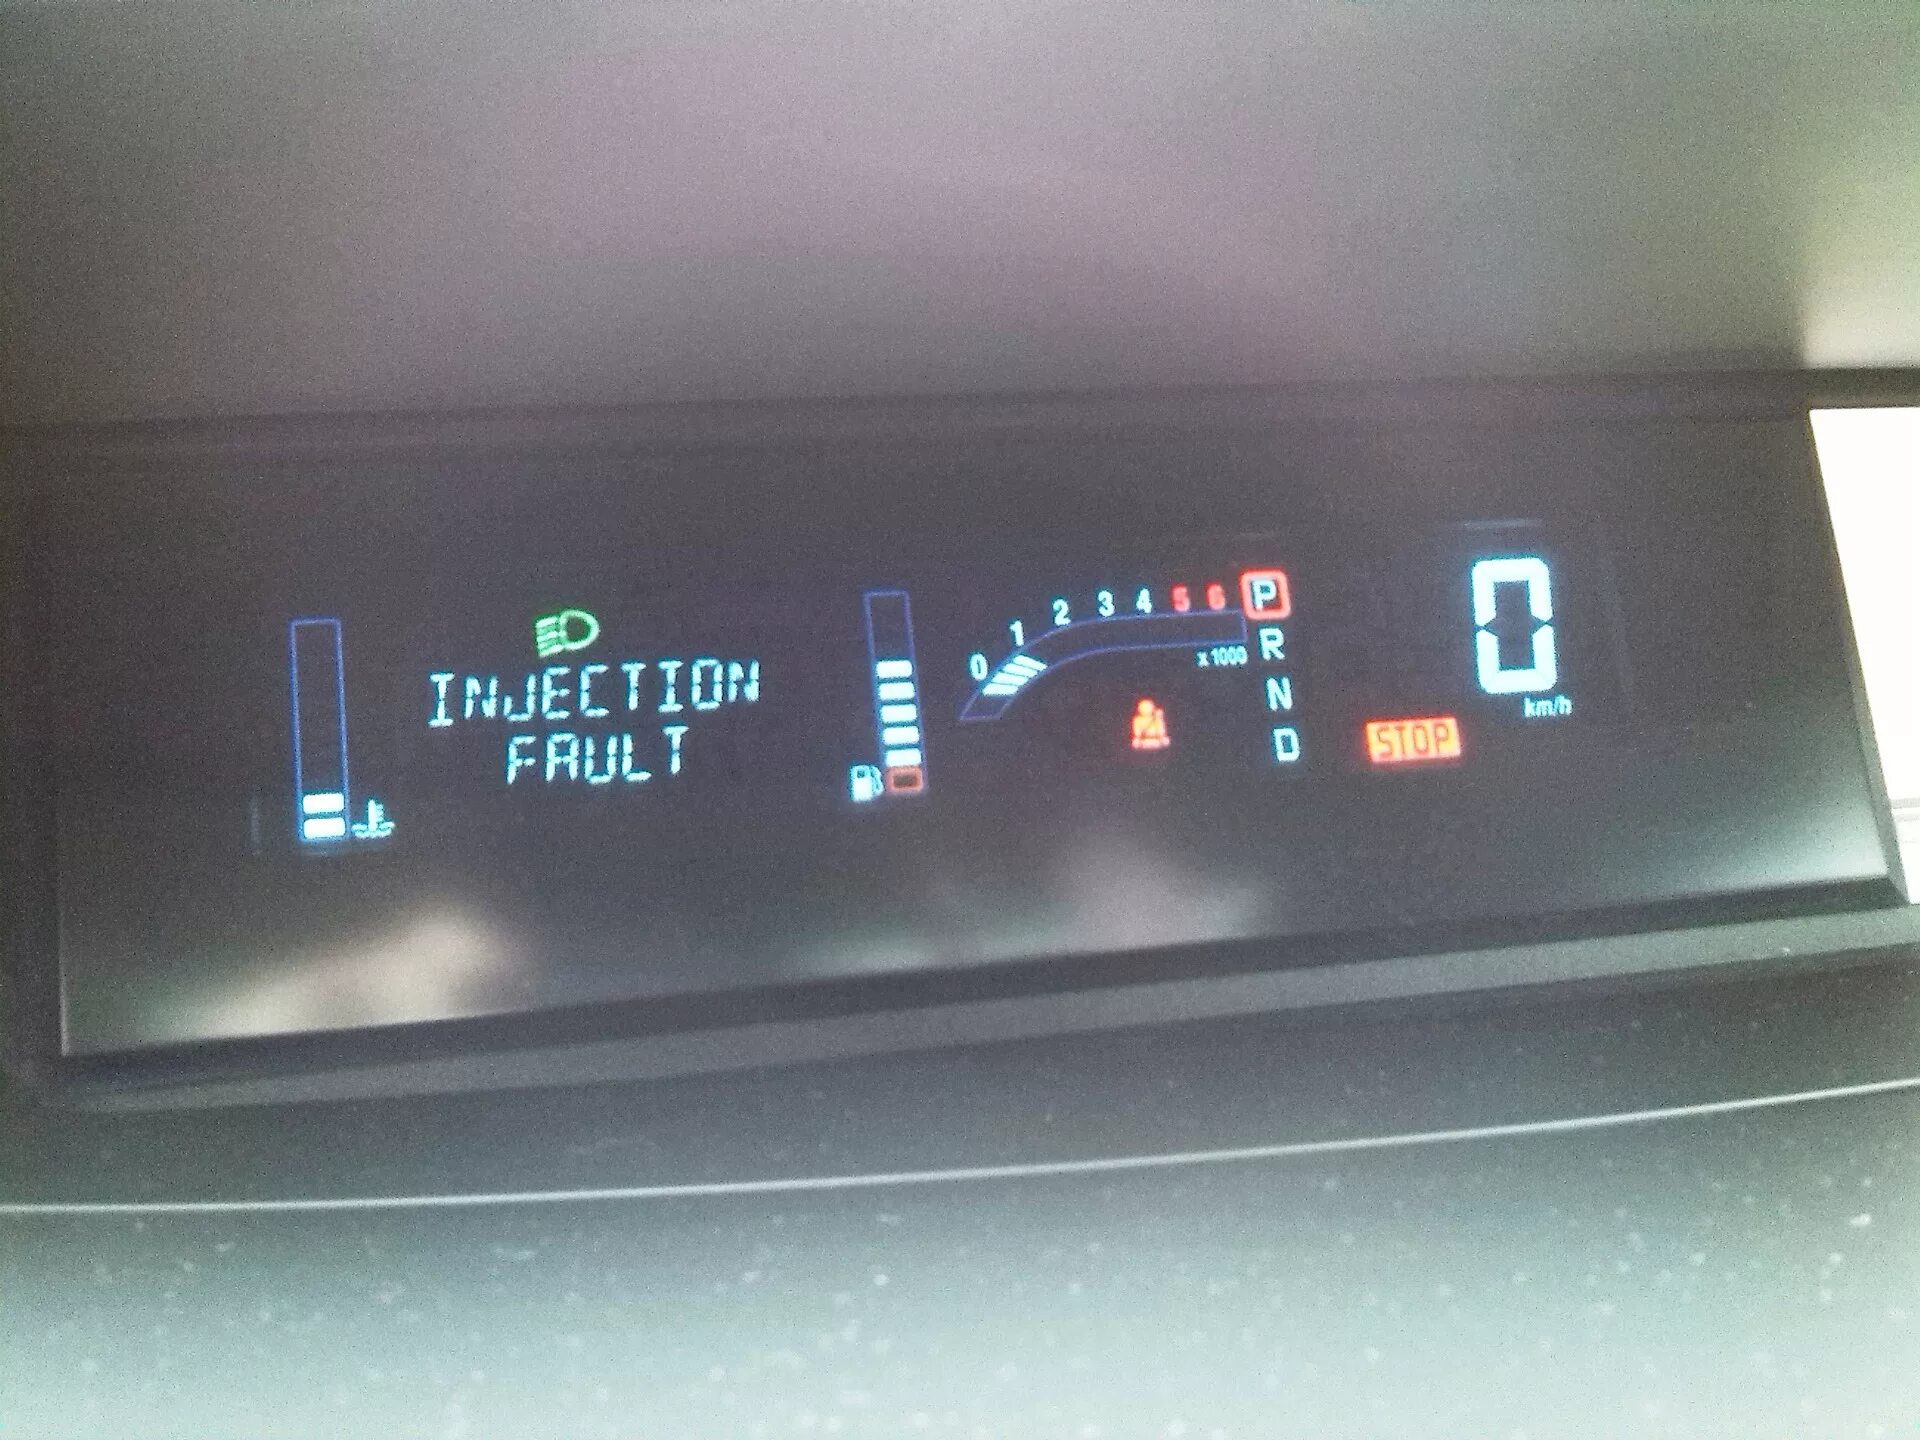 INJECTION
FAULT
0 1 2 3 4 5 6
x1000
P
R
N
D
STOP
0
km/h